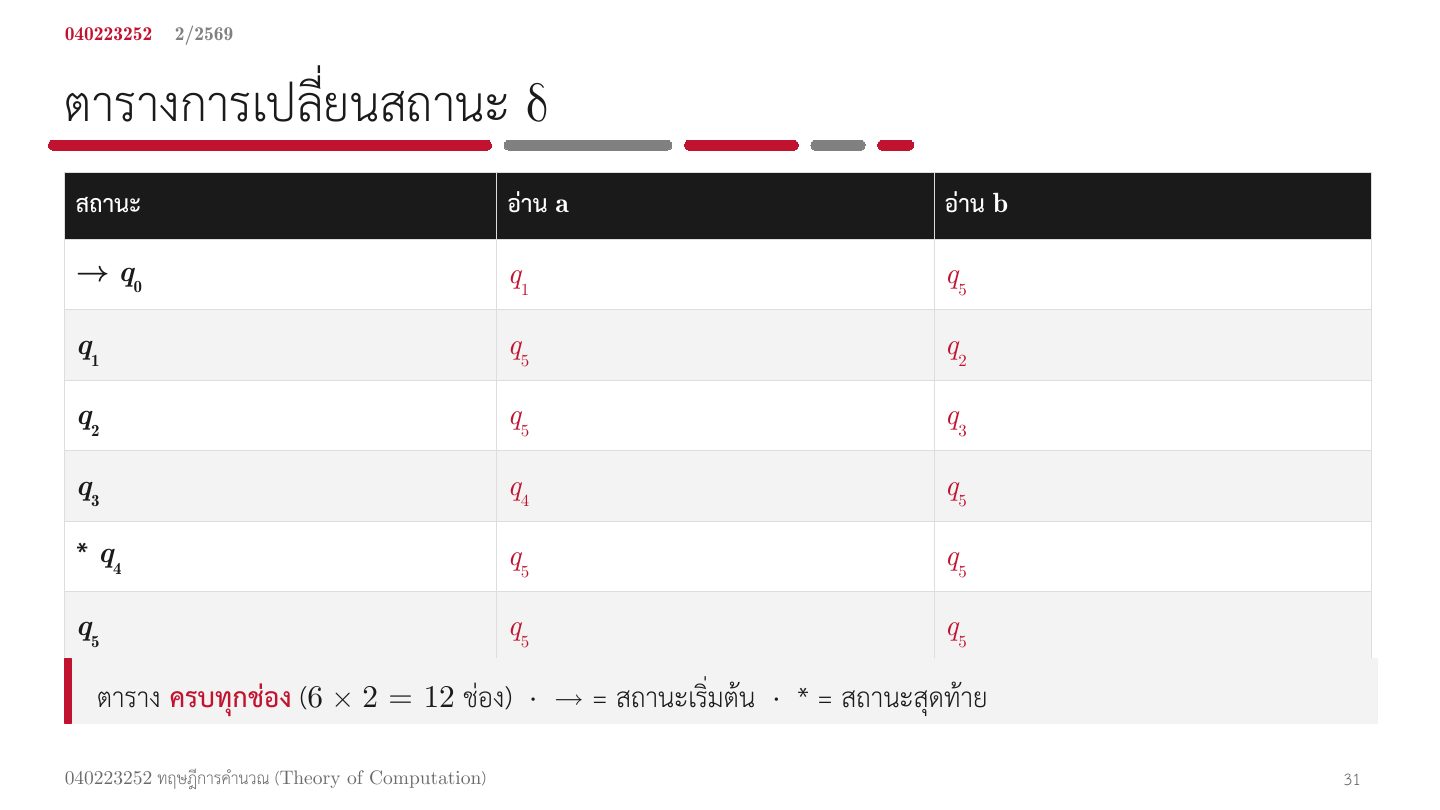 040223252 2/2569
ตารางการเปลี่ยนสถานะ δ
สถานะ อ่าน a อ่าน b
→ q₀ q₁ q₅
q₁ q₅ q₂
q₂ q₅ q₃
q₃ q₄ q₅
* q₄ q₅ q₅
q₅ q₅ q₅
ตาราง ครบทุกช่อง (6 × 2 = 12 ช่อง) · → = สถานะเริ่มต้น · * = สถานะสุดท้าย
040223252 ทฤษฎีการคำนวณ (Theory of Computation) 31